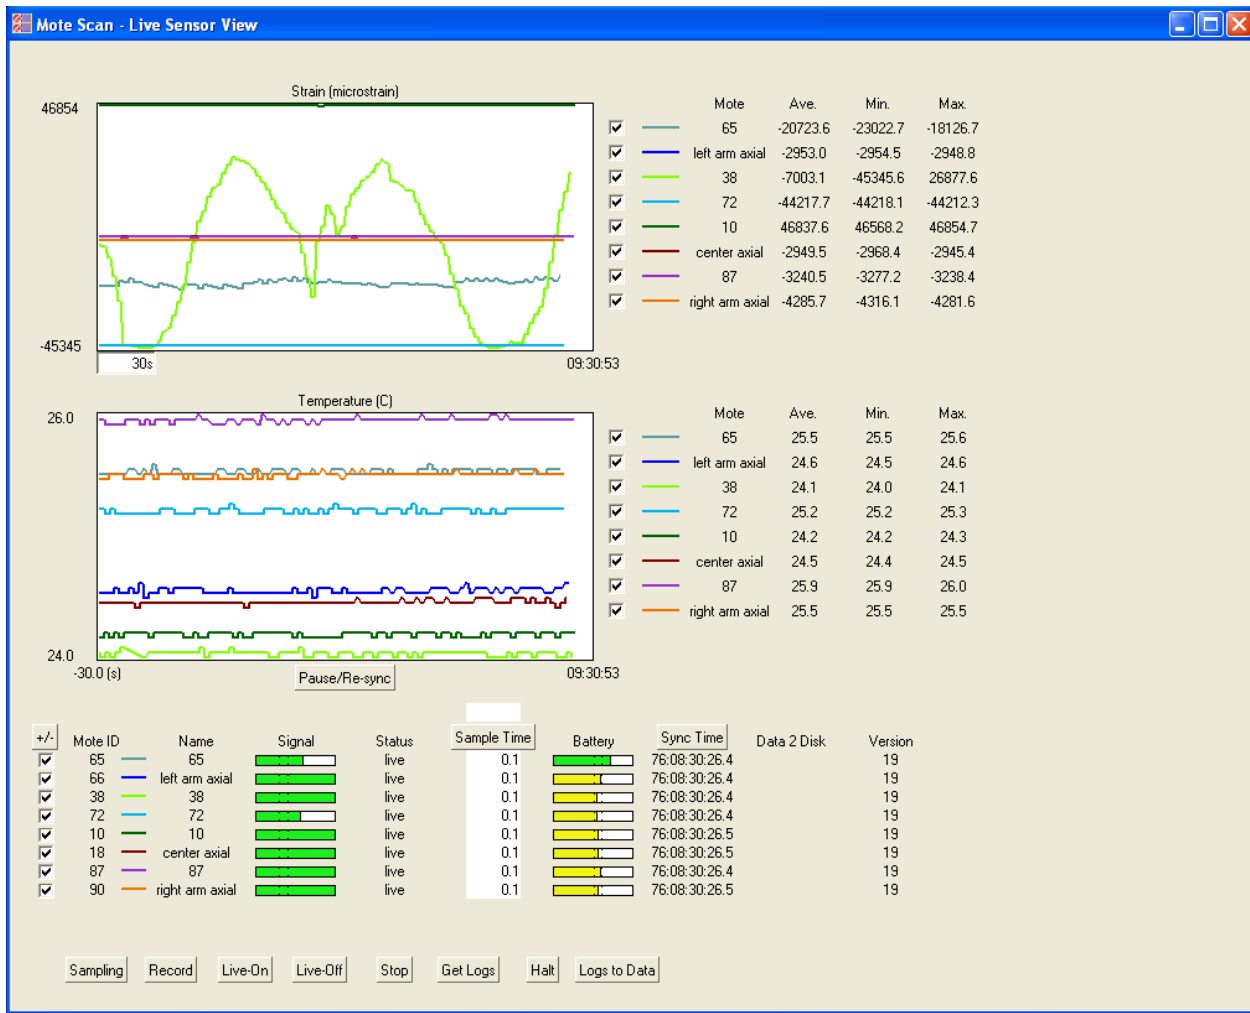 Mote Scan - Live Sensor View
Strain (microstrain)
46854
-45345
30s
09:30:53
Mote Ave. Min. Max.
65 -20723.6 -23022.7 -18126.7
left arm axial -2953.0 -2954.5 -2948.8
38 -7003.1 -45345.6 26877.6
72 -44217.7 -44218.1 -44212.3
10 46837.6 46568.2 46854.7
center axial -2949.5 -2968.4 -2945.4
87 -3240.5 -3277.2 -3238.4
right arm axial -4285.7 -4316.1 -4281.6
Temperature (C)
26.0
24.0
-30.0 (s)
Pause/Re-sync
09:30:53
Mote Ave. Min. Max.
65 25.5 25.5 25.6
left arm axial 24.6 24.5 24.6
38 24.1 24.0 24.1
72 25.2 25.2 25.3
10 24.2 24.2 24.3
center axial 24.5 24.4 24.5
87 25.9 25.9 26.0
right arm axial 25.5 25.5 25.5
+/- Mote ID Name Signal Status Sample Time Battery Sync Time Data 2 Disk Version
65 65 live 0.1 76:08:30:26.4 19
66 left arm axial live 0.1 76:08:30:26.4 19
38 38 live 0.1 76:08:30:26.4 19
72 72 live 0.1 76:08:30:26.4 19
10 10 live 0.1 76:08:30:26.5 19
18 center axial live 0.1 76:08:30:26.5 19
87 87 live 0.1 76:08:30:26.4 19
90 right arm axial live 0.1 76:08:30:26.5 19
Sampling Record Live-On Live-Off Stop Get Logs Halt Logs to Data